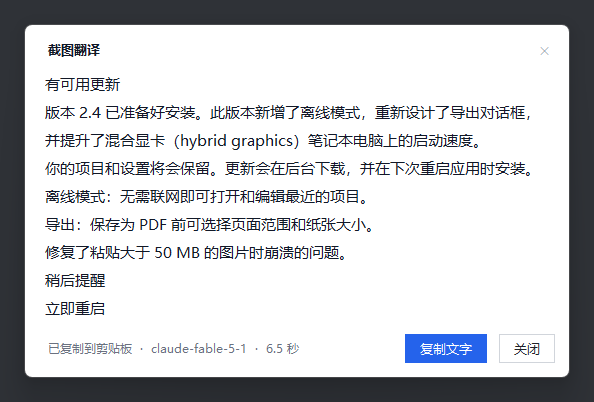 截图翻译
有可用更新
版本 2.4 已准备好安装。此版本新增了离线模式，重新设计了导出对话框，
并提升了混合显卡（hybrid graphics）笔记本电脑上的启动速度。
你的项目和设置将会保留。更新会在后台下载，并在下次重启应用时安装。
离线模式：无需联网即可打开和编辑最近的项目。
导出：保存为 PDF 前可选择页面范围和纸张大小。
修复了粘贴大于 50 MB 的图片时崩溃的问题。
稍后提醒
立即重启
已复制到剪贴板 · claude-fable-5-1 · 6.5 秒
复制文字
关闭